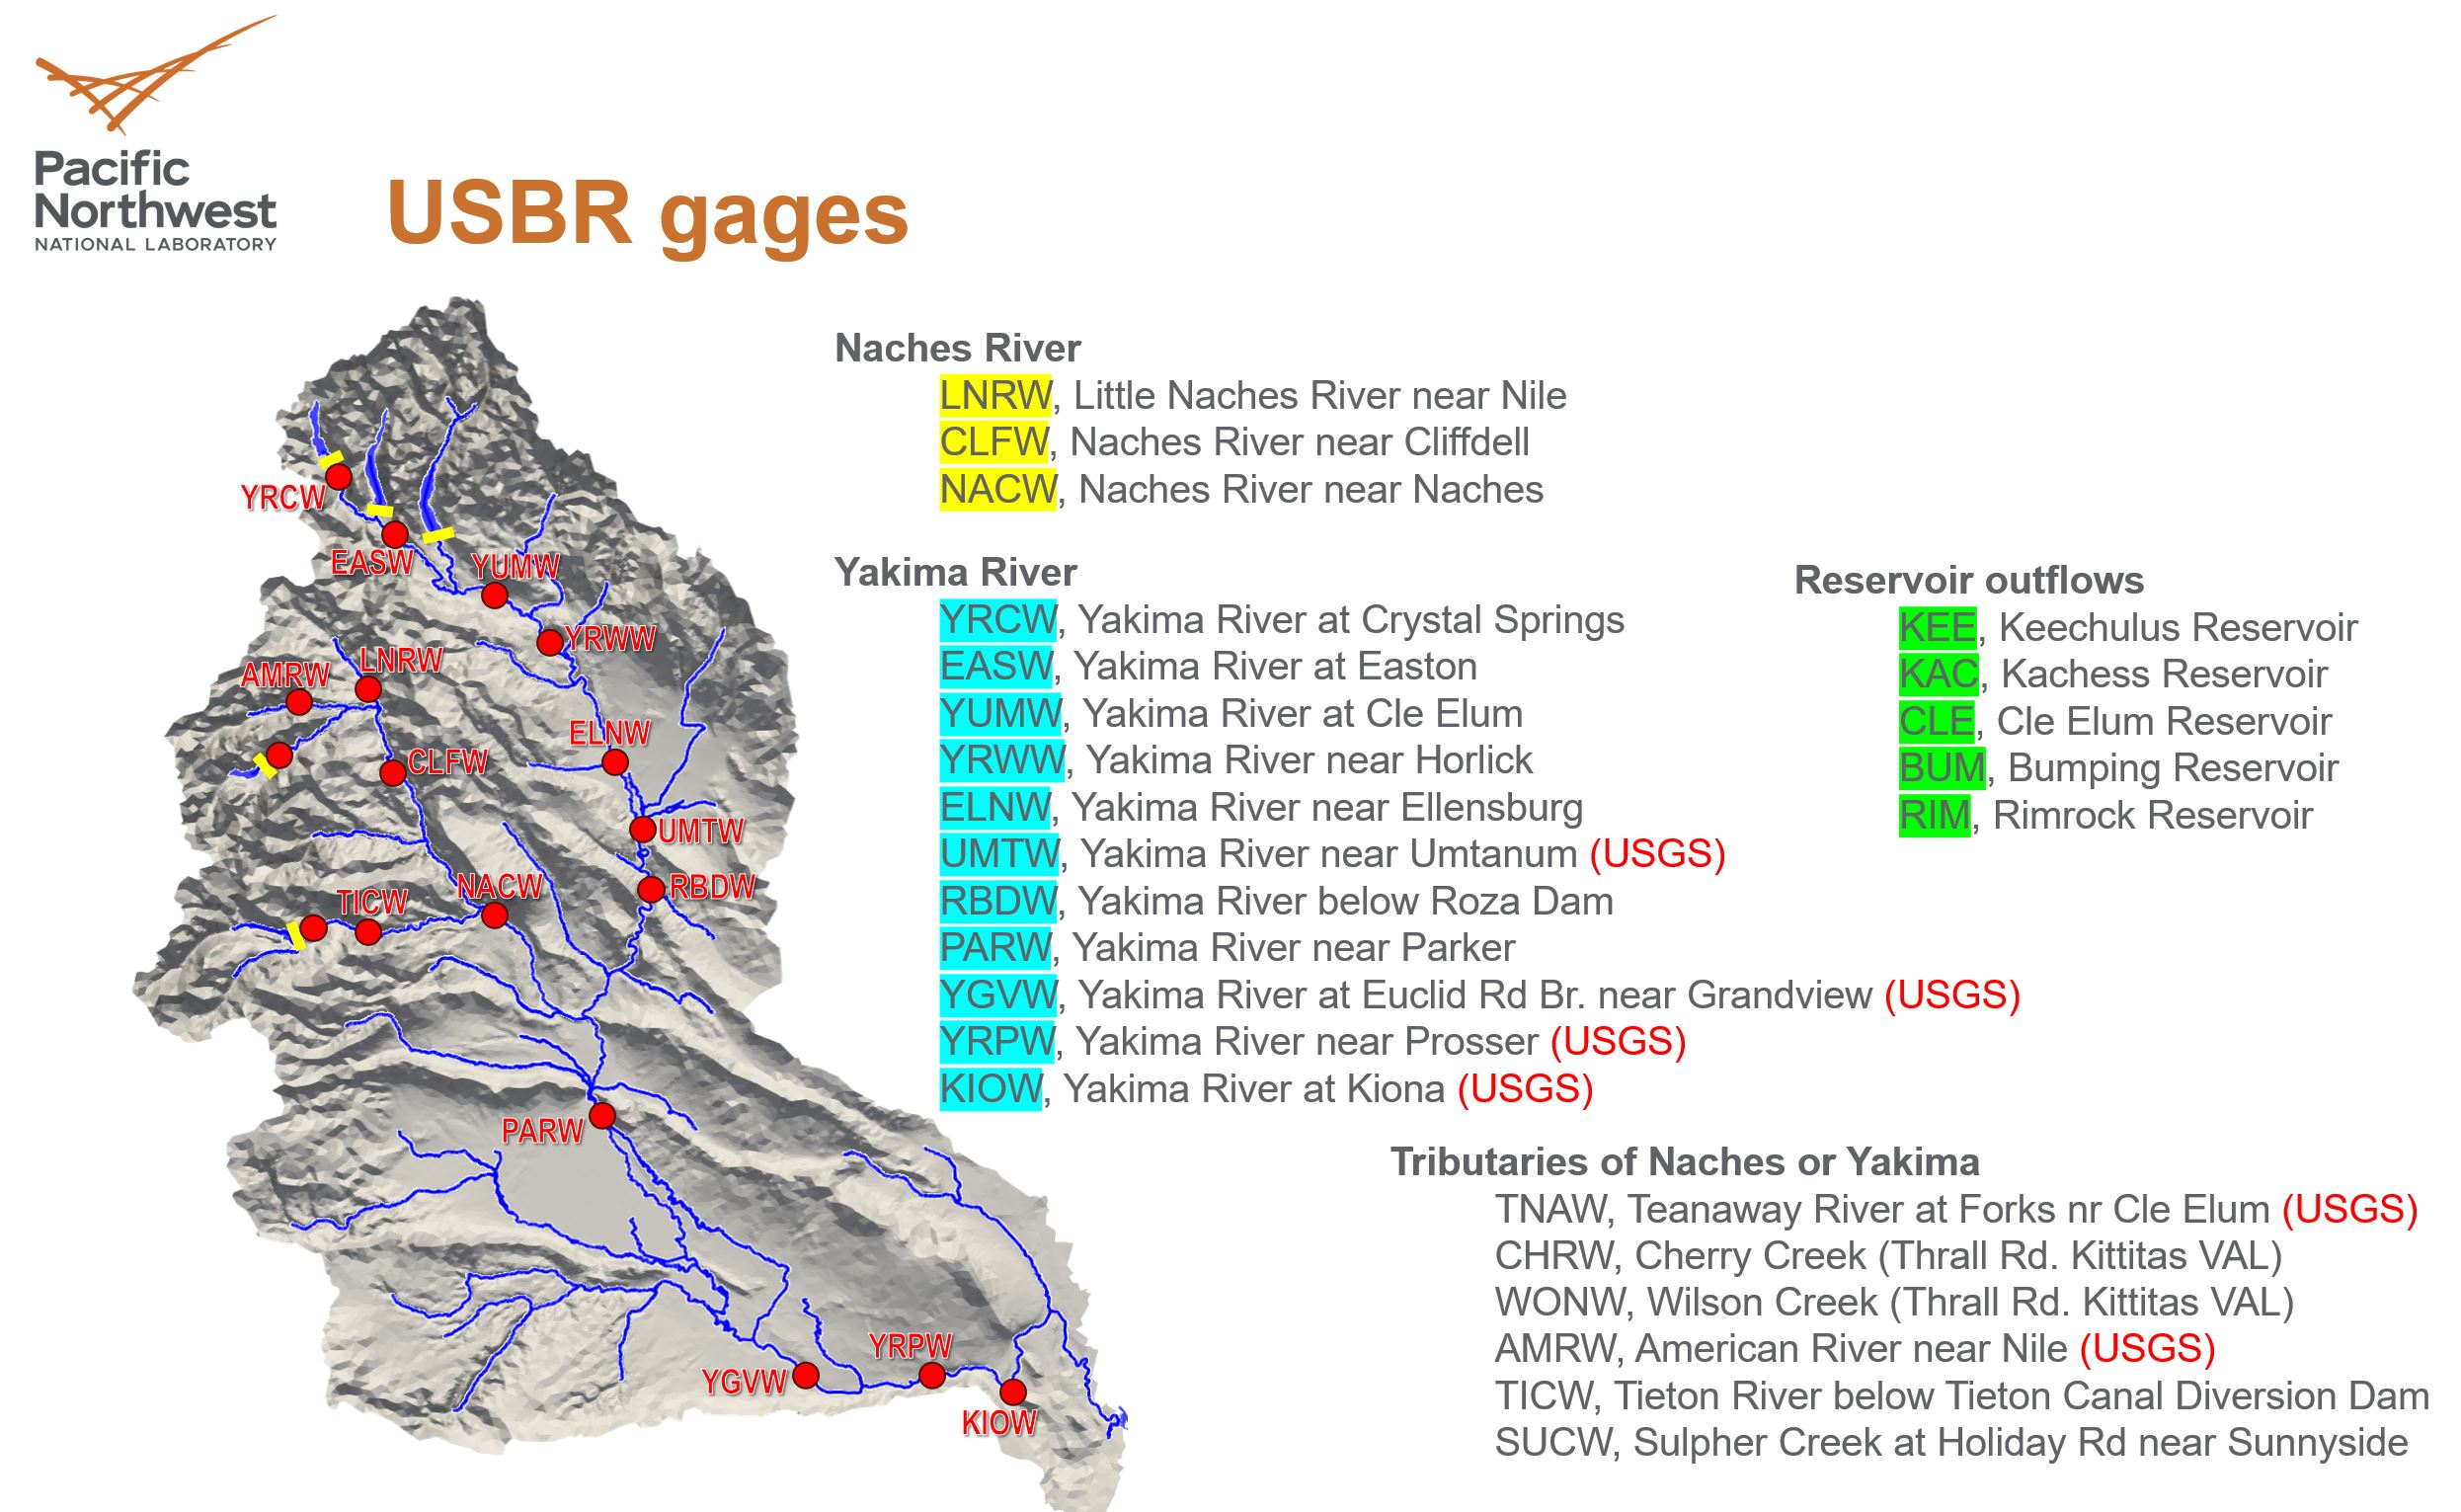 Pacific
Northwest
NATIONAL LABORATORY
USBR gages
Naches River
LNRW, Little Naches River near Nile
CLFW, Naches River near Cliffdell
NACW, Naches River near Naches
Yakima River
YRCW, Yakima River at Crystal Springs
EASW, Yakima River at Easton
YUMW, Yakima River at Cle Elum
YRWW, Yakima River near Horlick
ELNW, Yakima River near Ellensburg
UMTW, Yakima River near Umtanum (USGS)
RBDW, Yakima River below Roza Dam
PARW, Yakima River near Parker
YGVW, Yakima River at Euclid Rd Br. near Grandview (USGS)
YRPW, Yakima River near Prosser (USGS)
KIOW, Yakima River at Kiona (USGS)
Reservoir outflows
KEE, Keechulus Reservoir
KAC, Kachess Reservoir
CLE, Cle Elum Reservoir
BUM, Bumping Reservoir
RIM, Rimrock Reservoir
Tributaries of Naches or Yakima
TNAW, Teanaway River at Forks nr Cle Elum (USGS)
CHRW, Cherry Creek (Thrall Rd. Kittitas VAL)
WONW, Wilson Creek (Thrall Rd. Kittitas VAL)
AMRW, American River near Nile (USGS)
TICW, Tieton River below Tieton Canal Diversion Dam
SUCW, Sulpher Creek at Holiday Rd near Sunnyside
YRCW
EASW
YUMW
YRWW
LNRW
AMRW
ELNW
CLFW
UMTW
NACW
RBDW
TICW
PARW
YRPW
YGVW
KIOW